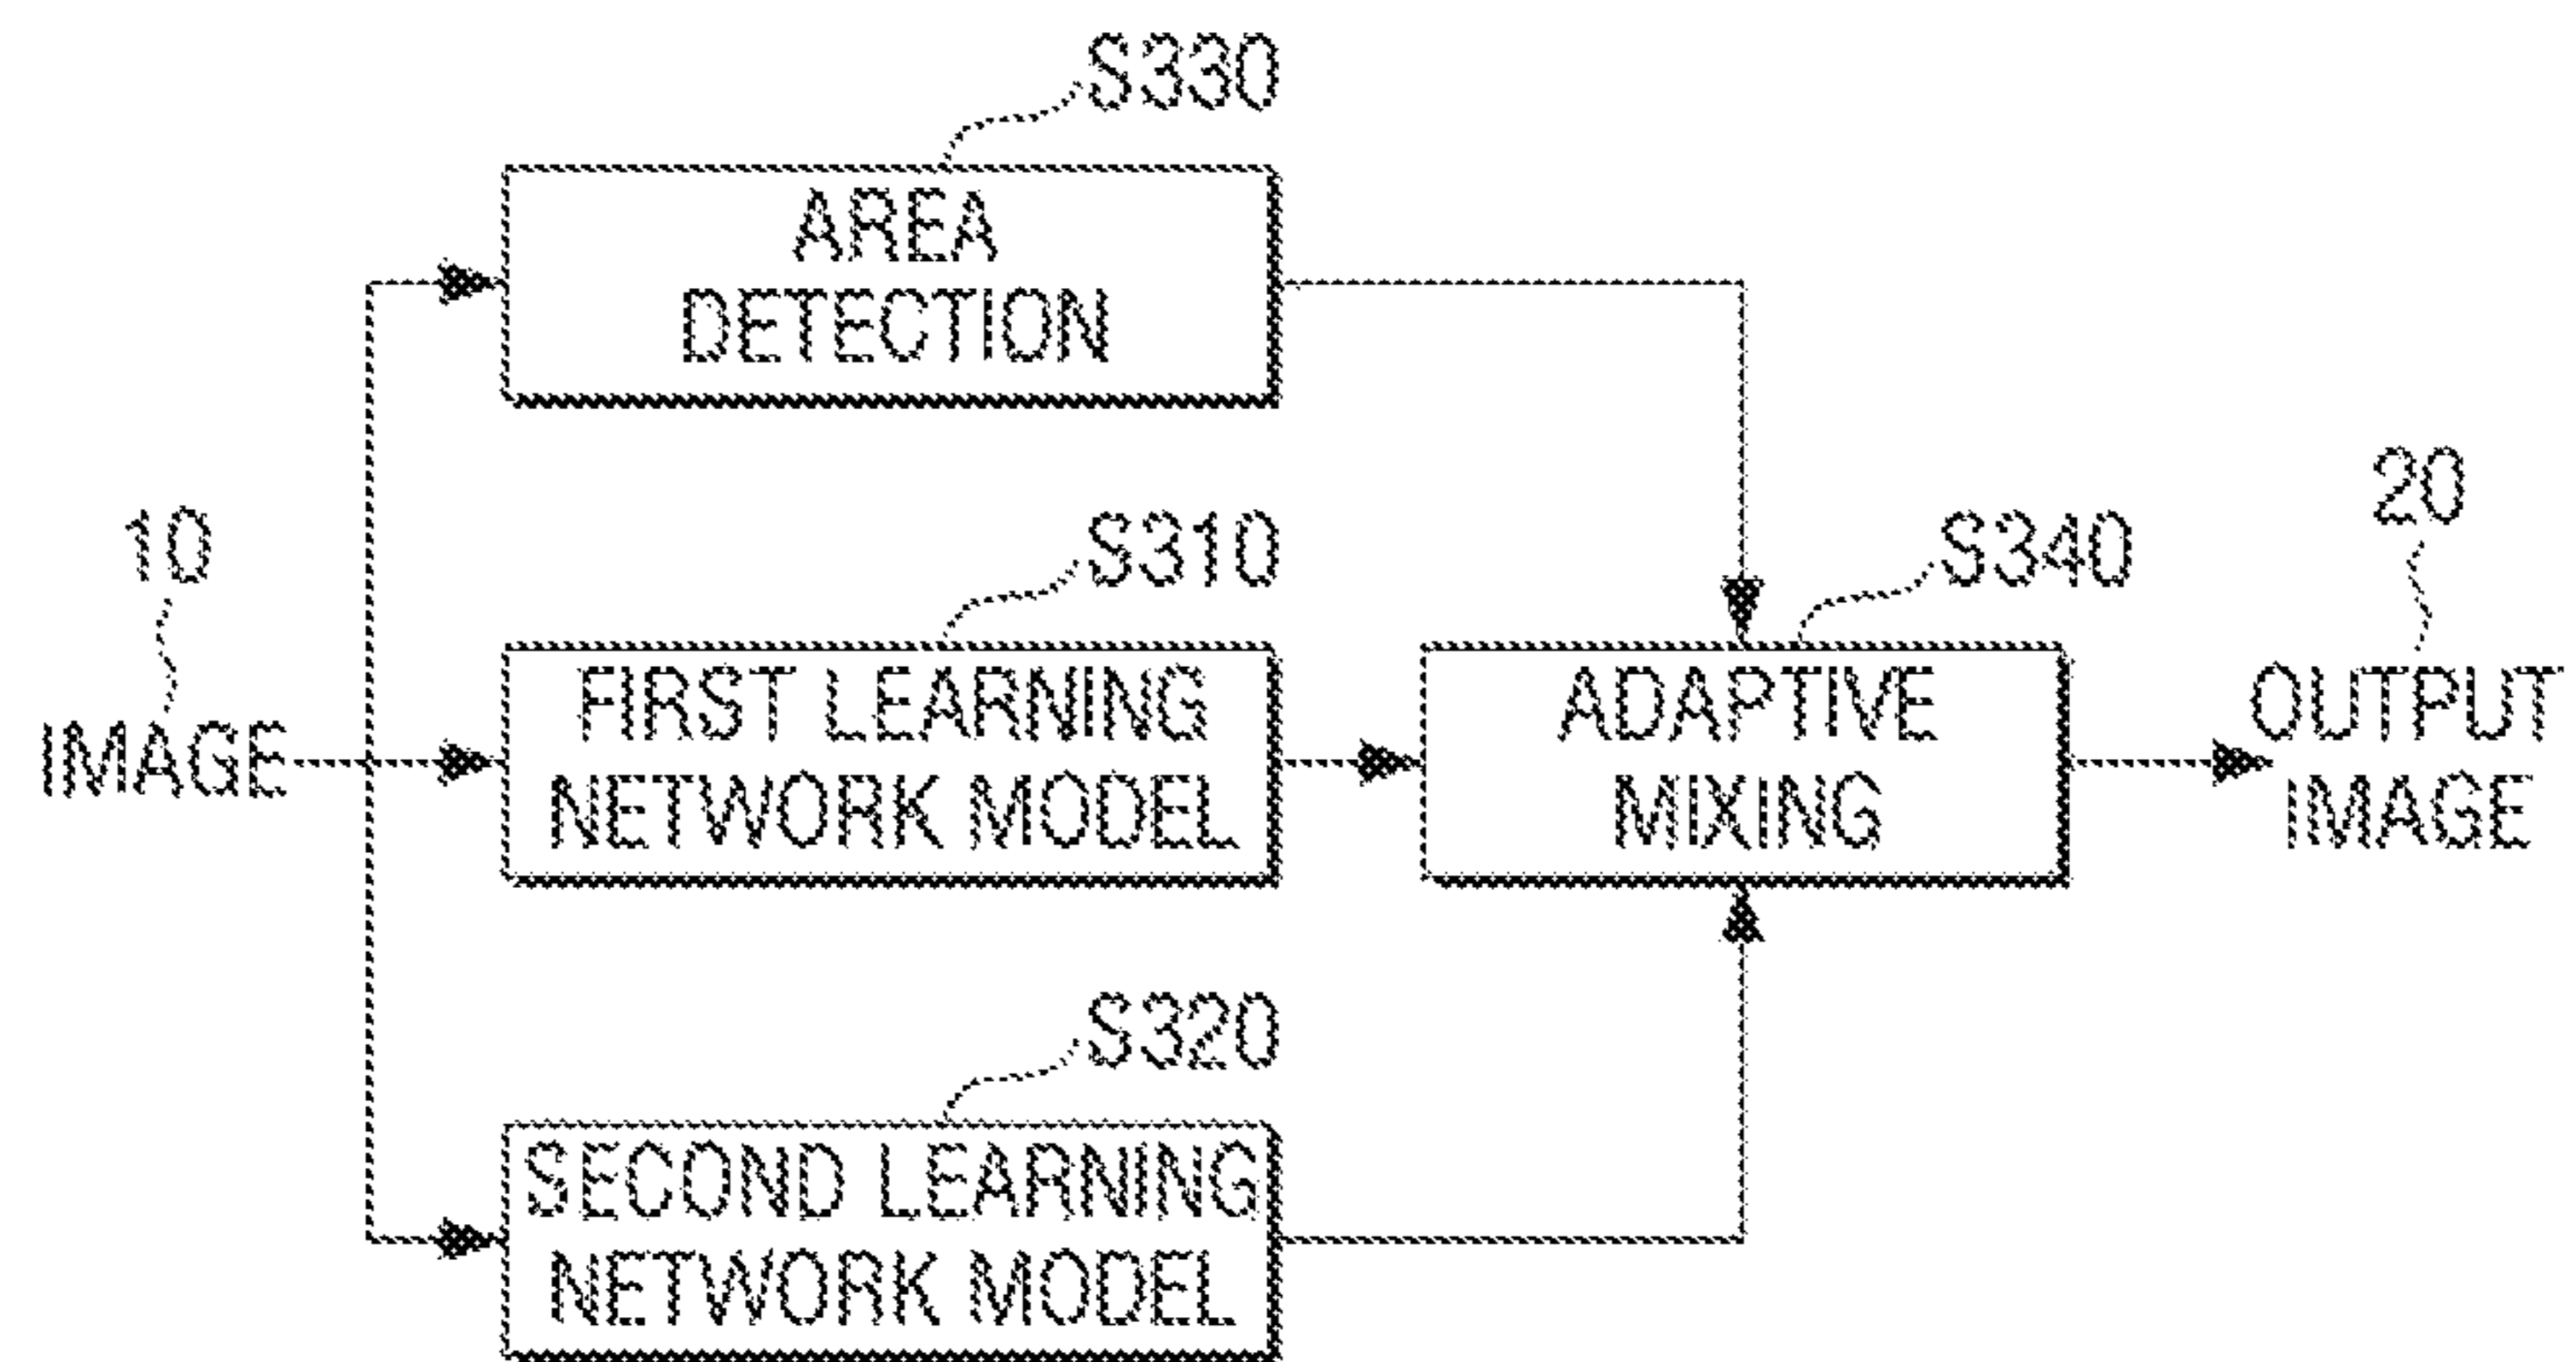 S330
AREA
DETECTION
10
IMAGE
S310
FIRST LEARNING
NETWORK MODEL
S340
ADAPTIVE
MIXING
20
OUTPUT
IMAGE
S320
SECOND LEARNING
NETWORK MODEL